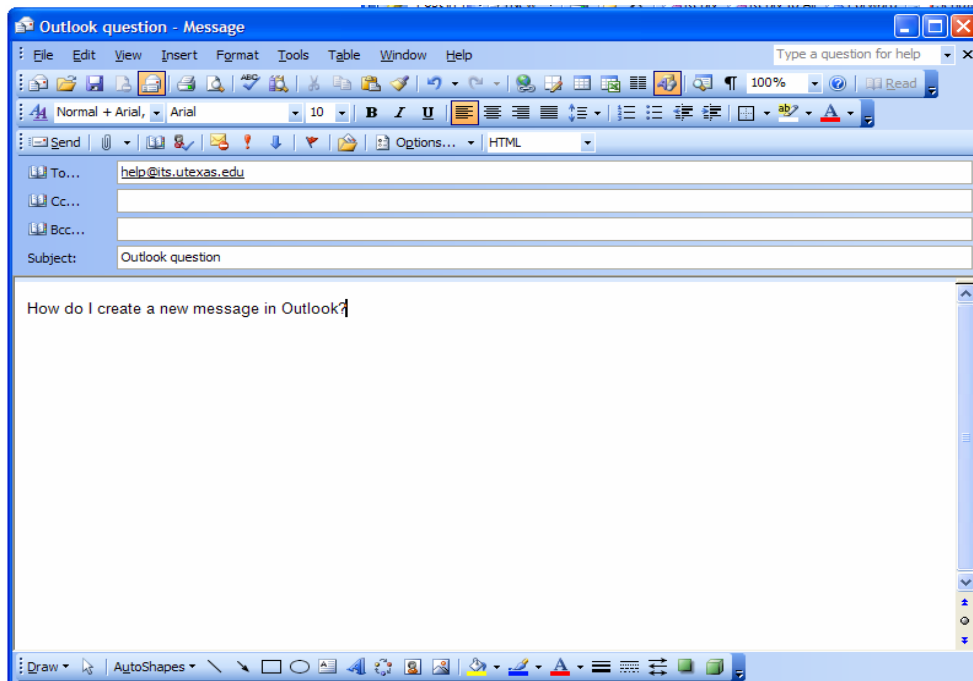 Outlook question - Message
File Edit View Insert Format Tools Table Window Help Type a question for help
100% Read
Normal + Arial, Arial 10 B I U
Send Options... HTML
To... help@its.utexas.edu
Cc...
Bcc...
Subject: Outlook question
How do I create a new message in Outlook?
Draw AutoShapes